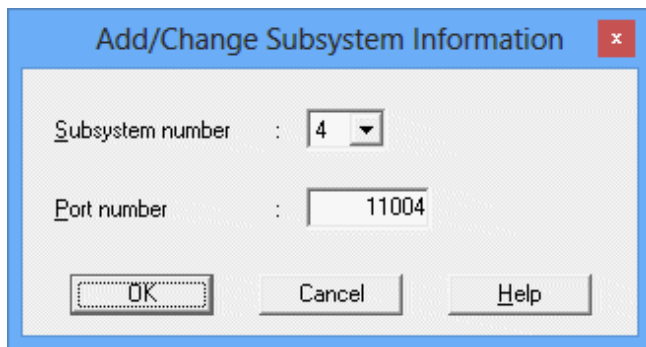 Add/Change Subsystem Information x
Subsystem number : 4
Port number : 11004
OK Cancel Help